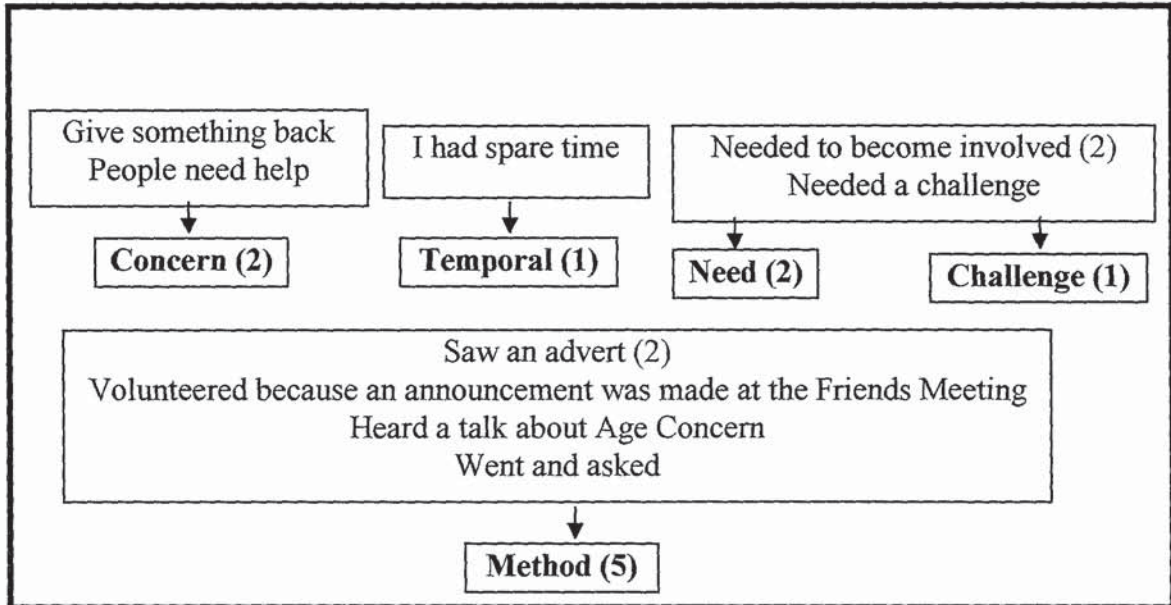 Give something back
People need help
I had spare time
Needed to become involved (2)
Needed a challenge
Concern (2)
Temporal (1)
Need (2)
Challenge (1)
Saw an advert (2)
Volunteered because an announcement was made at the Friends Meeting
Heard a talk about Age Concern
Went and asked
Method (5)